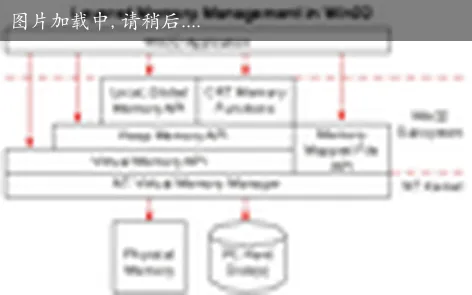 图片加载中,请稍后....
Layered Memory Management in Win32
Win32 Application
Local, Global
Memory API
CRT Memory
Functions
Win32
Subsystem
Heap Memory API
Memory-
Mapped File
API
Virtual Memory API
NT Virtual Memory Manager
NT Kernel
Physical
Memory
PC Hard
Disk(s)